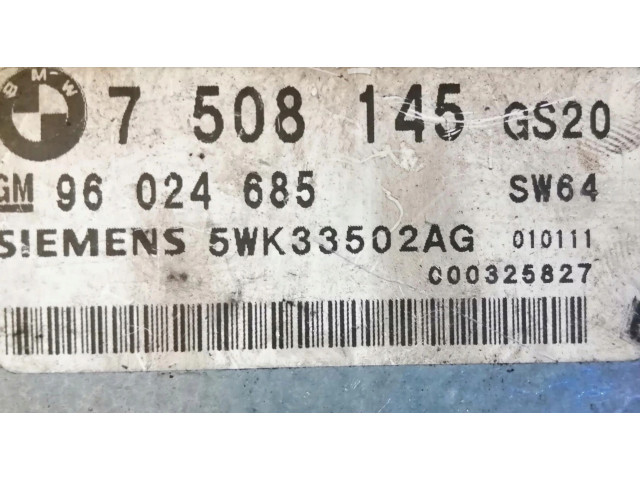 BMW 7 508 145 GS20
GM 96 024 685 SW64
SIEMENS 5WK33502AG 010111
C00325827